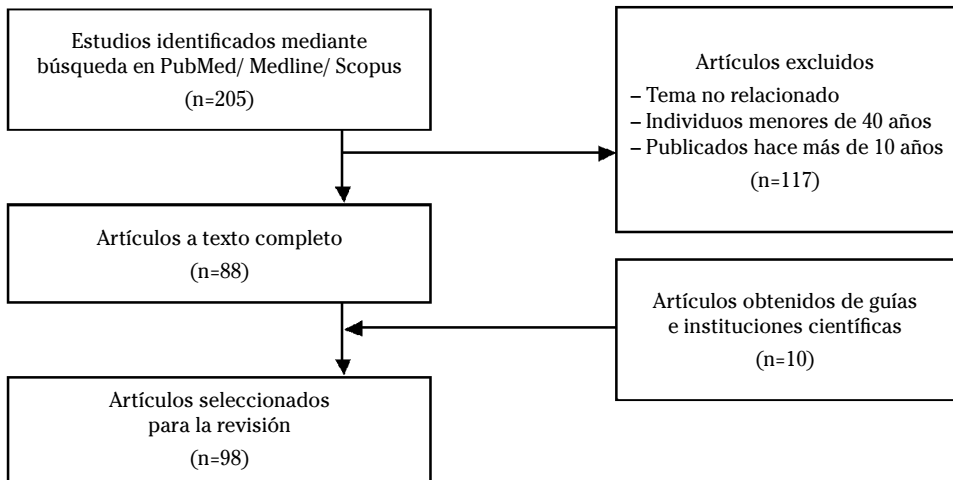 Estudios identificados mediante
búsqueda en PubMed/ Medline/ Scopus
(n=205)
Artículos excluidos
– Tema no relacionado
– Individuos menores de 40 años
– Publicados hace más de 10 años
(n=117)
Artículos a texto completo
(n=88)
Artículos obtenidos de guías
e instituciones científicas
(n=10)
Artículos seleccionados
para la revisión
(n=98)